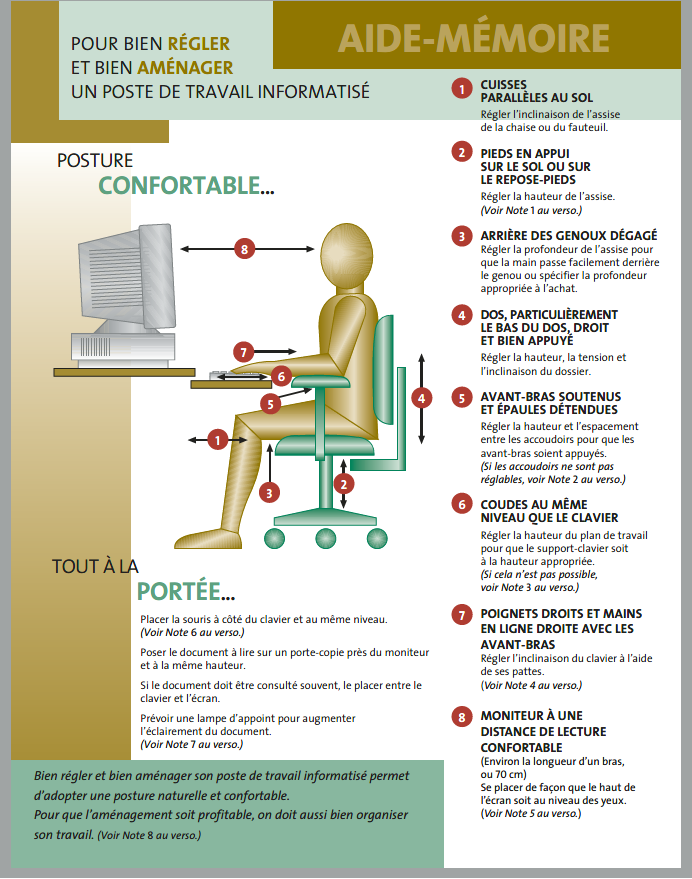 POUR BIEN RÉGLER
ET BIEN AMÉNAGER
UN POSTE DE TRAVAIL INFORMATISÉ
AIDE-MÉMOIRE
POSTURE
CONFORTABLE...
8
7
6
5
4
1
3
2
TOUT À LA
PORTÉE...
Placer la souris à côté du clavier et au même niveau.
(Voir Note 6 au verso.)
Poser le document à lire sur un porte-copie près du moniteur
et à la même hauteur.
Si le document doit être consulté souvent, le placer entre le
clavier et l'écran.
Prévoir une lampe d'appoint pour augmenter
l'éclairement du document.
(Voir Note 7 au verso.)
Bien régler et bien aménager son poste de travail informatisé permet
d'adopter une posture naturelle et confortable.
Pour que l'aménagement soit profitable, on doit aussi bien organiser
son travail. (Voir Note 8 au verso.)
1 CUISSES
PARALLÈLES AU SOL
Régler l'inclinaison de l'assise
de la chaise ou du fauteuil.
2 PIEDS EN APPUI
SUR LE SOL OU SUR
LE REPOSE-PIEDS
Régler la hauteur de l'assise.
(Voir Note 1 au verso.)
3 ARRIÈRE DES GENOUX DÉGAGÉ
Régler la profondeur de l'assise pour
que la main passe facilement derrière
le genou ou spécifier la profondeur
appropriée à l'achat.
4 DOS, PARTICULIÈREMENT
LE BAS DU DOS, DROIT
ET BIEN APPUYÉ
Régler la hauteur, la tension et
l'inclinaison du dossier.
5 AVANT-BRAS SOUTENUS
ET ÉPAULES DÉTENDUES
Régler la hauteur et l'espacement
entre les accoudoirs pour que les
avant-bras soient appuyés.
(Si les accoudoirs ne sont pas
réglables, voir Note 2 au verso.)
6 COUDES AU MÊME
NIVEAU QUE LE CLAVIER
Régler la hauteur du plan de travail
pour que le support-clavier soit
à la hauteur appropriée.
(Si cela n'est pas possible,
voir Note 3 au verso.)
7 POIGNETS DROITS ET MAINS
EN LIGNE DROITE AVEC LES
AVANT-BRAS
Régler l'inclinaison du clavier à l'aide
de ses pattes.
(Voir Note 4 au verso.)
8 MONITEUR À UNE
DISTANCE DE LECTURE
CONFORTABLE
(Environ la longueur d'un bras,
ou 70 cm)
Se placer de façon que le haut de
l'écran soit au niveau des yeux.
(Voir Note 5 au verso.)